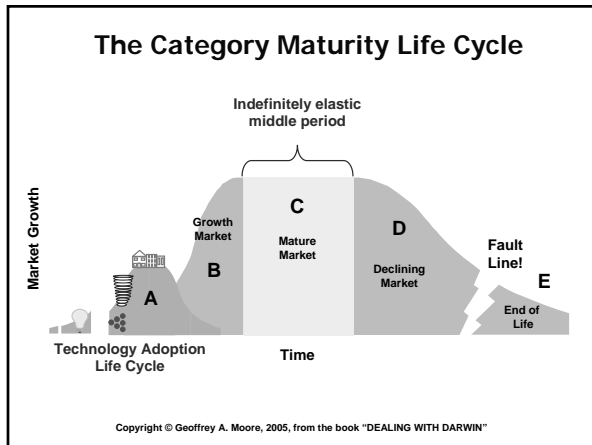 The Category Maturity Life Cycle
Indefinitely elastic
middle period
Market Growth
A
Growth
Market
B
C
Mature
Market
D
Declining
Market
Fault
Line!
E
End of
Life
Technology Adoption
Life Cycle
Time
Copyright © Geoffrey A. Moore, 2005, from the book “DEALING WITH DARWIN”